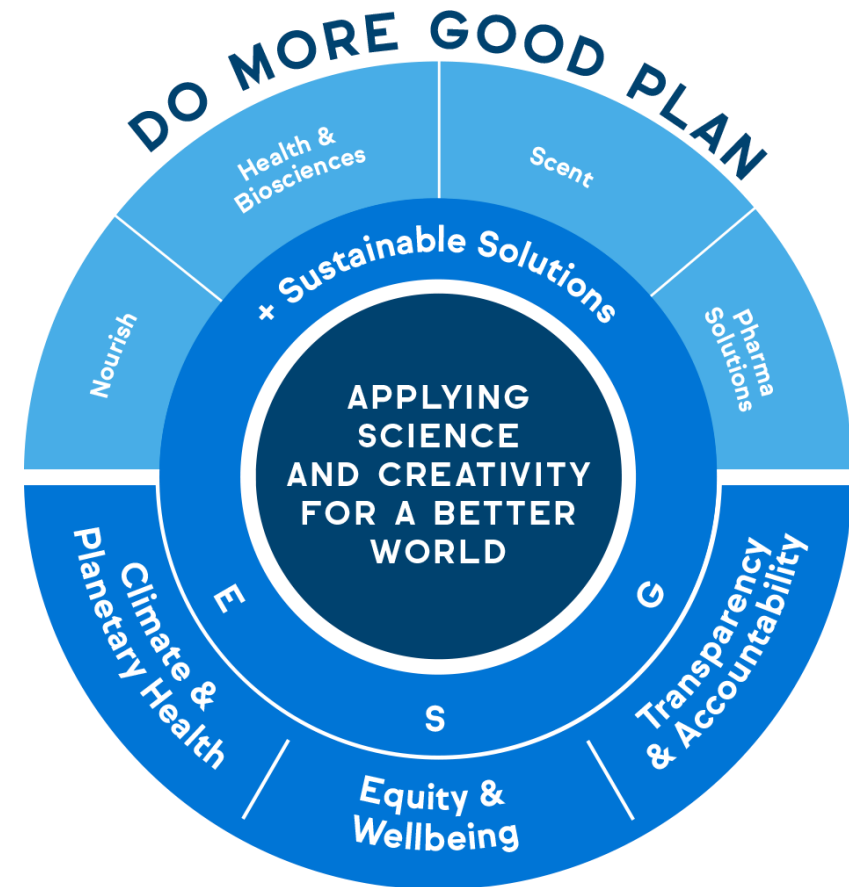 DO MORE GOOD PLAN
Nourish
Health &
Biosciences
Scent
Pharma
Solutions
+ Sustainable Solutions
APPLYING
SCIENCE
AND CREATIVITY
FOR A BETTER
WORLD
E
S
G
Climate &
Planetary Health
Equity &
Wellbeing
Transparency
& Accountability